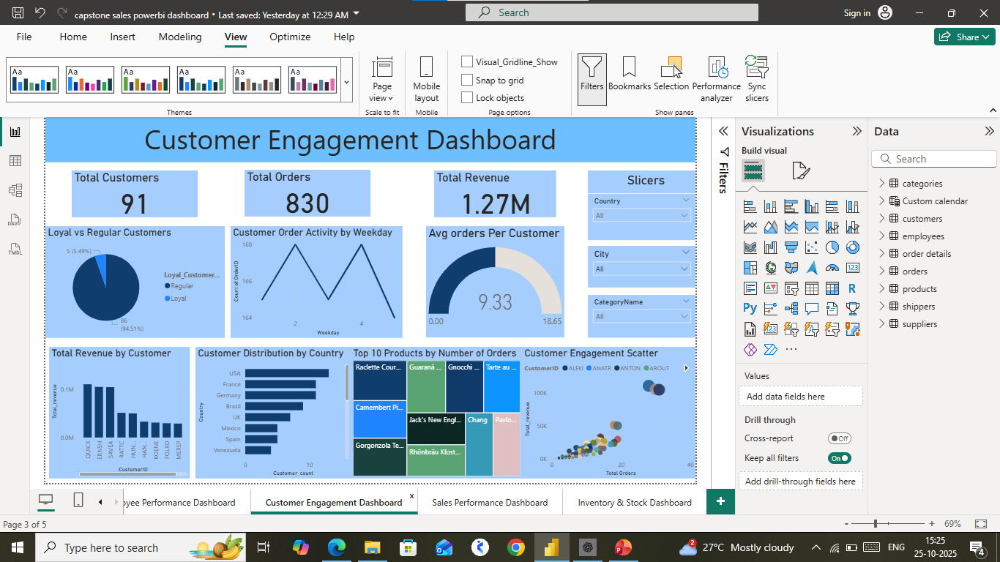 capstone sales powerbi dashboard • Last saved: Yesterday at 12:29 AM
Search
Sign in
File
Home
Insert
Modeling
View
Optimize
Help
Share
Aa
Aa
Aa
Aa
Aa
Aa
Themes
Page view
Scale to fit
Mobile layout
Mobile
Visual_Gridline_Show
Snap to grid
Lock objects
Page options
Filters
Bookmarks
Selection
Performance analyzer
Sync slicers
Show panes
Customer Engagement Dashboard
Total Customers
91
Total Orders
830
Total Revenue
1.27M
Slicers
Country
All
City
All
CategoryName
All
Loyal vs Regular Customers
5 (5.49%)
86
(94.51%)
Loyal_Customer...
Regular
Loyal
Customer Order Activity by Weekday
Count of OrderID
168
166
164
2
4
Weekday
Avg orders Per Customer
9.33
0.00
18.65
Total Revenue by Customer
Total_revenue
0.1M
0.0M
QUICK
ERNSH
SAVEA
RATTC
HUN...
HAN...
KOENE
FOLKO
MEREP
CustomerID
Customer Distribution by Country
Country
USA
France
Germany
Brazil
UK
Mexico
Spain
Venezuela
0
10
Customer_count
Top 10 Products by Number of Orders
Raclette Cour...
Camembert Pi...
Gorgonzola Te...
Guaraná ...
Gnocchi ...
Tarte au ...
Jack's New Engl...
Rhönbräu Klost...
Chang
Pavlo...
Customer Engagement Scatter
CustomerID
ALFKI
ANATR
ANTON
AROUT
Total_revenue
100K
50K
0K
0
20
40
Total Orders
Filters
Visualizations
Build visual
R
Py
123
Values
Add data fields here
Drill through
Cross-report
Off
Keep all filters
On
Add drill-through fields here
Data
Search
categories
Custom calendar
customers
employees
order details
orders
products
shippers
suppliers
DAX
TMDL
oyee Performance Dashboard
Customer Engagement Dashboard
x
Sales Performance Dashboard
Inventory & Stock Dashboard
+
Page 3 of 5
- + 69%
Type here to search
2
27°C Mostly cloudy
ENG
15:25
25-10-2025
4